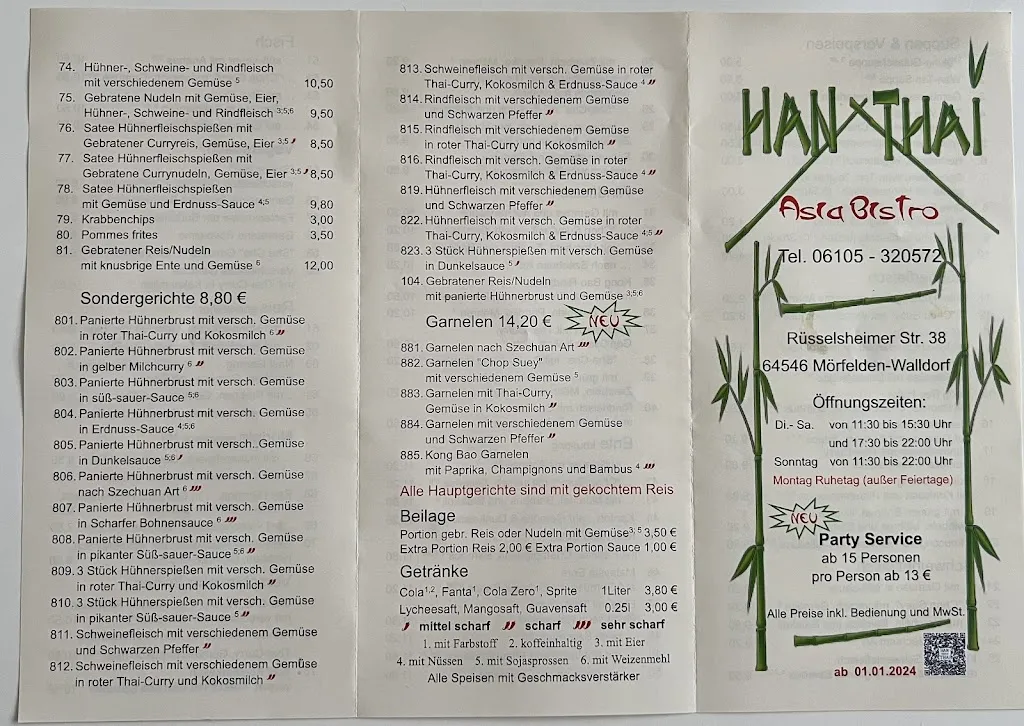 74. Hühner-, Schweine- und Rindfleisch
mit verschiedenem Gemüse 5 10,50
75. Gebratene Nudeln mit Gemüse, Eier,
Hühner-, Schweine- und Rindfleisch 3;5;6 9,50
76. Satee Hühnerfleischspießen mit
Gebratener Curryreis, Gemüse, Eier 3,5 8,50
77. Satee Hühnerfleischspießen mit
Gebratene Currynudeln, Gemüse, Eier 3;5 8,50
78. Satee Hühnerfleischspießen
mit Gemüse und Erdnuss-Sauce 4;5 9,80
79. Krabbenchips 3,00
80. Pommes frites 3,50
81. Gebratener Reis/Nudeln
mit knusbrige Ente und Gemüse 6 12,00
Sondergerichte 8,80 €
801. Panierte Hühnerbrust mit versch. Gemüse
in roter Thai-Curry und Kokosmilch 6
802. Panierte Hühnerbrust mit versch. Gemüse
in gelber Milchcurry 6
803. Panierte Hühnerbrust mit versch. Gemüse
in süß-sauer-Sauce 5;6
804. Panierte Hühnerbrust mit versch. Gemüse
in Erdnuss-Sauce 4;5;6
805. Panierte Hühnerbrust mit versch..Gemüse
in Dunkelsauce 5;6
806. Panierte Hühnerbrust mit versch. Gemüse
nach Szechuan Art 6
807. Panierte Hühnerbrust mit versch. Gemüse
in Scharfer Bohnensauce 6
808. Panierte Hühnerbrust mit versch. Gemüse
in pikanter Süß-sauer-Sauce 5;6
809. 3 Stück Hühnerspießen mit versch. Gemüse
in roter Thai-Curry und Kokosmilch
810. 3 Stück Hühnerspießen mit versch. Gemüse
in pikanter Süß-sauer-Sauce 5
811. Schweinefleisch mit verschiedenem Gemüse
und Schwarzen Pfeffer
812. Schweinefleisch mit verschiedenem Gemüse
in roter Thai-Curry und Kokosmilch
813. Schweinefleisch mit versch. Gemüse in roter
Thai-Curry, Kokosmilch & Erdnuss-Sauce 4
814. Rindfleisch mit verschiedenem Gemüse
und Schwarzen Pfeffer
815. Rindfleisch mit verschiedenem Gemüse
in roter Thai-Curry und Kokosmilch
816. Rindfleisch mit versch. Gemüse in roter
Thai-Curry, Kokosmilch & Erdnuss-Sauce 4
819. Hühnerfleisch mit verschiedenem Gemüse
und Schwarzen Pfeffer
822. Hühnerfleisch mit versch. Gemüse in roter
Thai-Curry, Kokosmilch & Erdnuss-Sauce 4;5
823. 3 Stück Hühnerspießen mit versch. Gemüse
in Dunkelsauce 5
104. Gebratener Reis/Nudeln
mit panierte Hühnerbrust und Gemüse 3;5;6
Garnelen 14,20 € NEU
881. Garnelen nach Szechuan Art
882. Garnelen "Chop Suey"
mit verschiedenem Gemüse 5
883. Garnelen mit Thai-Curry,
Gemüse in Kokosmilch
884. Garnelen mit verschiedenem Gemüse
und Schwarzen Pfeffer
885. Kong Bao Garnelen
mit Paprika, Champignons und Bambus 4
Alle Hauptgerichte sind mit gekochtem Reis
Beilage
Portion gebr. Reis oder Nudeln mit Gemüse 3; 5 3,50 €
Extra Portion Reis 2,00 € Extra Portion Sauce 1,00 €
Getränke
Cola 1,2, Fanta 1, Cola Zero 1, Sprite 1Liter 3,80 €
Lycheesaft, Mangosaft, Guavensaft 0.25l 3,00 €
mittel scharf scharf sehr scharf
1. mit Farbstoff 2. koffeinhaltig 3. mit Eier
4. mit Nüssen 5. mit Sojasprossen 6. mit Weizenmehl
Alle Speisen mit Geschmacksverstärker
HAN THAI
Asia Bistro
Tel. 06105 - 320572
Rüsselsheimer Str. 38
64546 Mörfelden-Walldorf
Öffnungszeiten:
Di.- Sa. von 11:30 bis 15:30 Uhr
und 17:30 bis 22:00 Uhr
Sonntag von 11:30 bis 22:00 Uhr
Montag Ruhetag (außer Feiertage)
NEU
Party Service
ab 15 Personen
pro Person ab 13 €
Alle Preise inkl. Bedienung und MwSt.
ab 01.01.2024